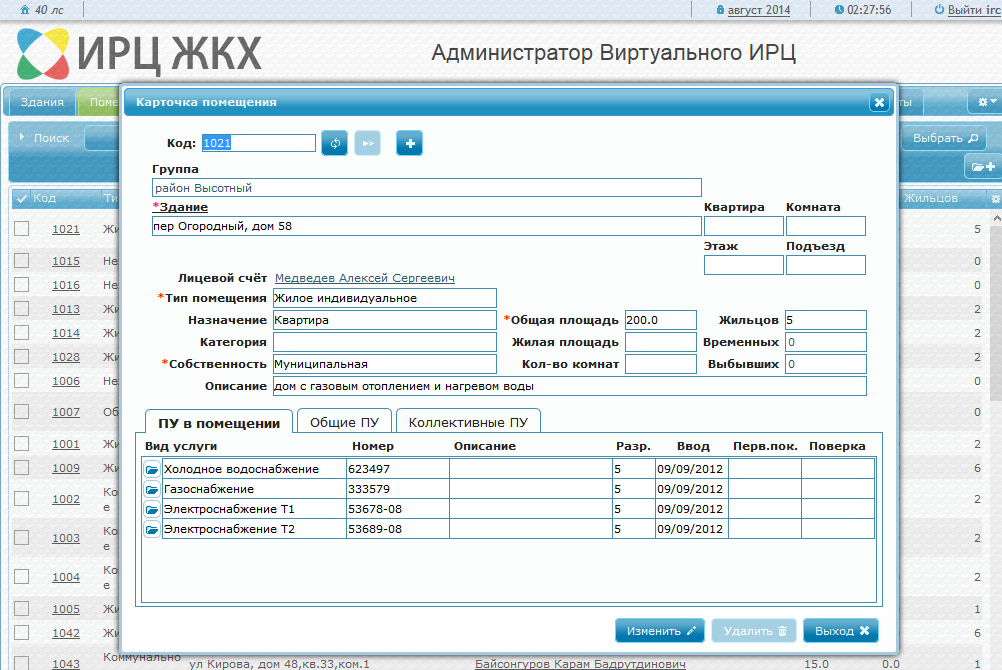 40 лс август 2014 02:27:56 Выйти irc
ИРЦ ЖКХ Администратор Виртуального ИРЦ
Здания
Карточка помещения
Поиск Выбрать
Код Жильцов
Код: 1021
Группа
район Высотный
*Здание Квартира Комната
пер Огородный, дом 58
Этаж Подъезд
Лицевой счёт Медведев Алексей Сергеевич
*Тип помещения Жилое индивидуальное
Назначение Квартира *Общая площадь 200.0 Жильцов 5
Категория Жилая площадь Временных 0
*Собственность Муниципальная Кол-во комнат Выбывших 0
Описание дом с газовым отоплением и нагревом воды
ПУ в помещении Общие ПУ Коллективные ПУ
Вид услуги Номер Описание Разр. Ввод Перв.пок. Поверка
Холодное водоснабжение 623497 5 09/09/2012
Газоснабжение 333579 5 09/09/2012
Электроснабжение Т1 53678-08 5 09/09/2012
Электроснабжение Т2 53689-08 5 09/09/2012
Изменить Удалить Выход
1021 5
1015 0
1016 0
1013 2
1014 2
1028 2
1006 0
1007 0
1001 2
1009 6
1002 2
1003 2
1004 2
1005 1
1042 6
1043 Коммунально ул Кирова, дом 48,кв.33,ком.1 Байсонгуров Карам Бадрутдинович 15.0 0.0 1